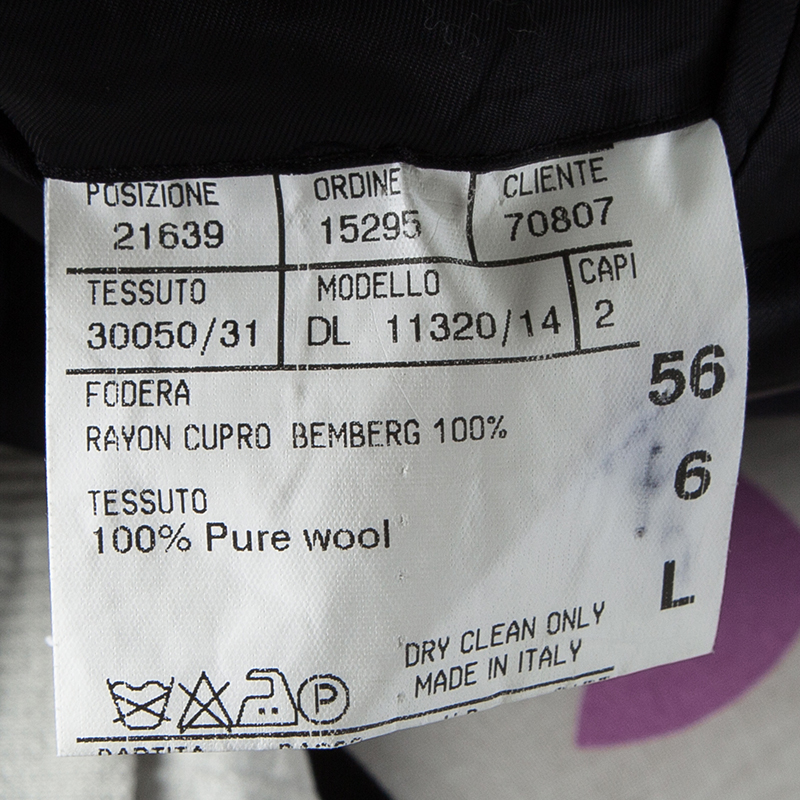 POSIZIONE ORDINE CLIENTE
21639 15295 70807
TESSUTO MODELLO CAPI
30050/31 DL 11320/14 2
56
FODERA
RAYON CUPRO BEMBERG 100%
6
TESSUTO
100% Pure wool
L
DRY CLEAN ONLY
MADE IN ITALY
P
PARTITA